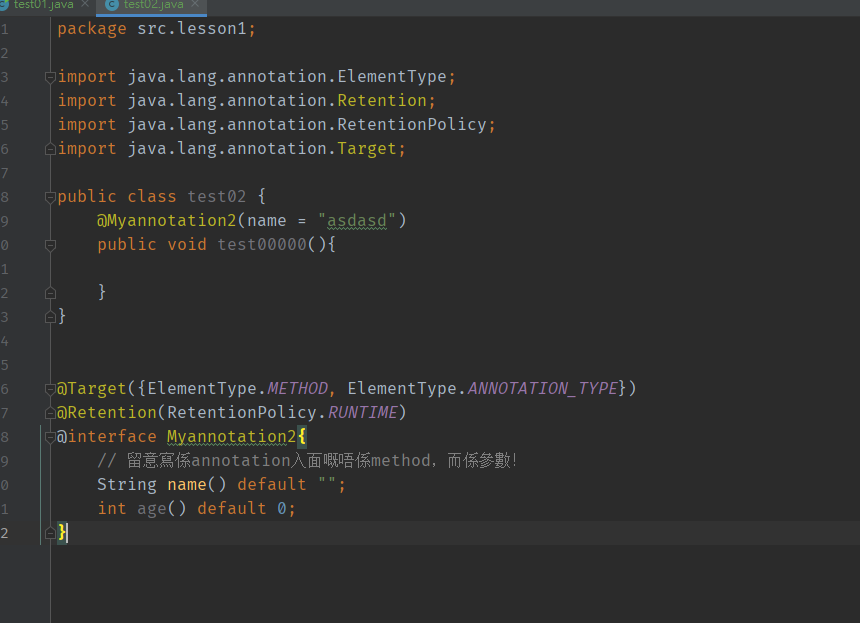 test01.java × test02.java ×
1 package src.lesson1;
2
3 import java.lang.annotation.ElementType;
4 import java.lang.annotation.Retention;
5 import java.lang.annotation.RetentionPolicy;
6 import java.lang.annotation.Target;
7
8 public class test02 {
9 @Myannotation2(name = "asdasd")
0 public void test00000(){
1
2 }
3 }
4
5
6 @Target({ElementType.METHOD, ElementType.ANNOTATION_TYPE})
7 @Retention(RetentionPolicy.RUNTIME)
8 @interface Myannotation2{
9 // 留意寫係annotation入面嘅唔係method, 而係參數!
0 String name() default "";
1 int age() default 0;
2 }